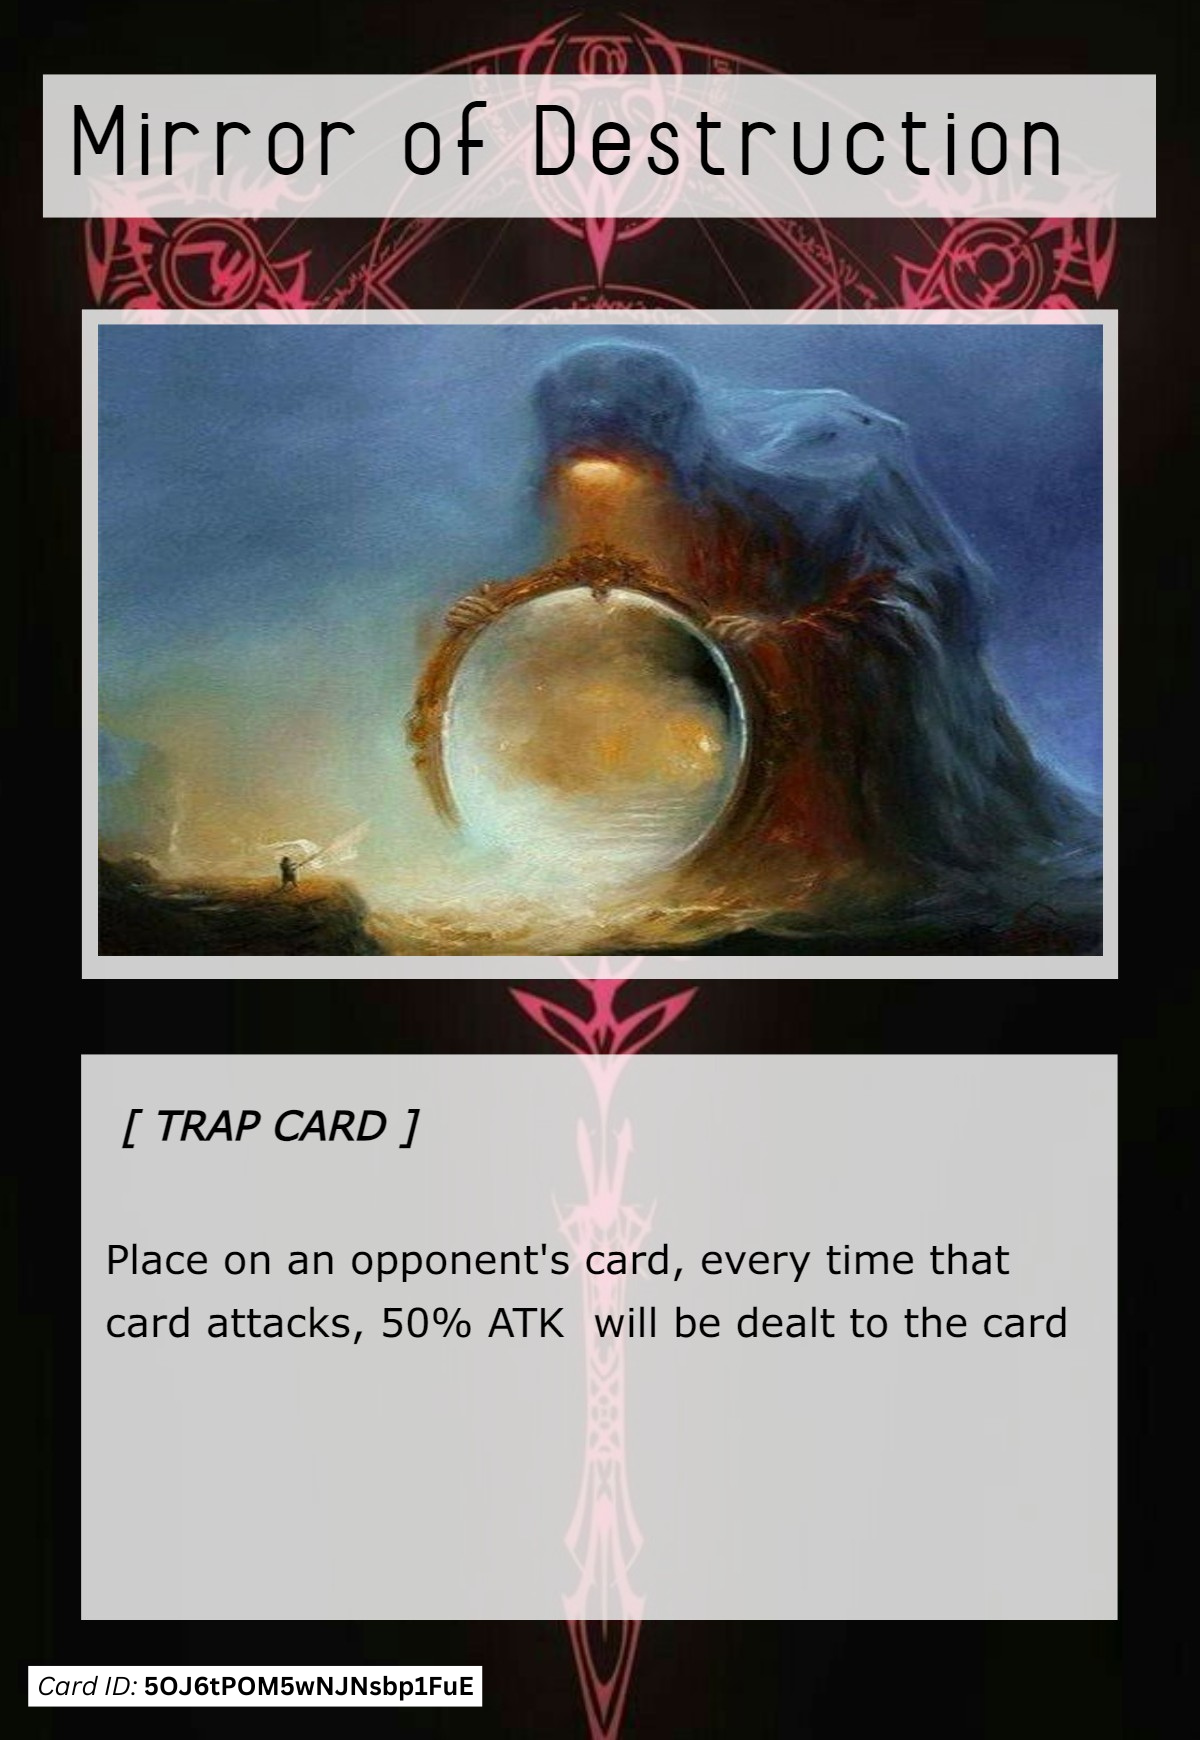 Mirror of Destruction
[ TRAP CARD ]
Place on an opponent's card, every time that
card attacks, 50% ATK  will be dealt to the card
Card ID: 5OJ6tPOM5wNJNsbp1FuE